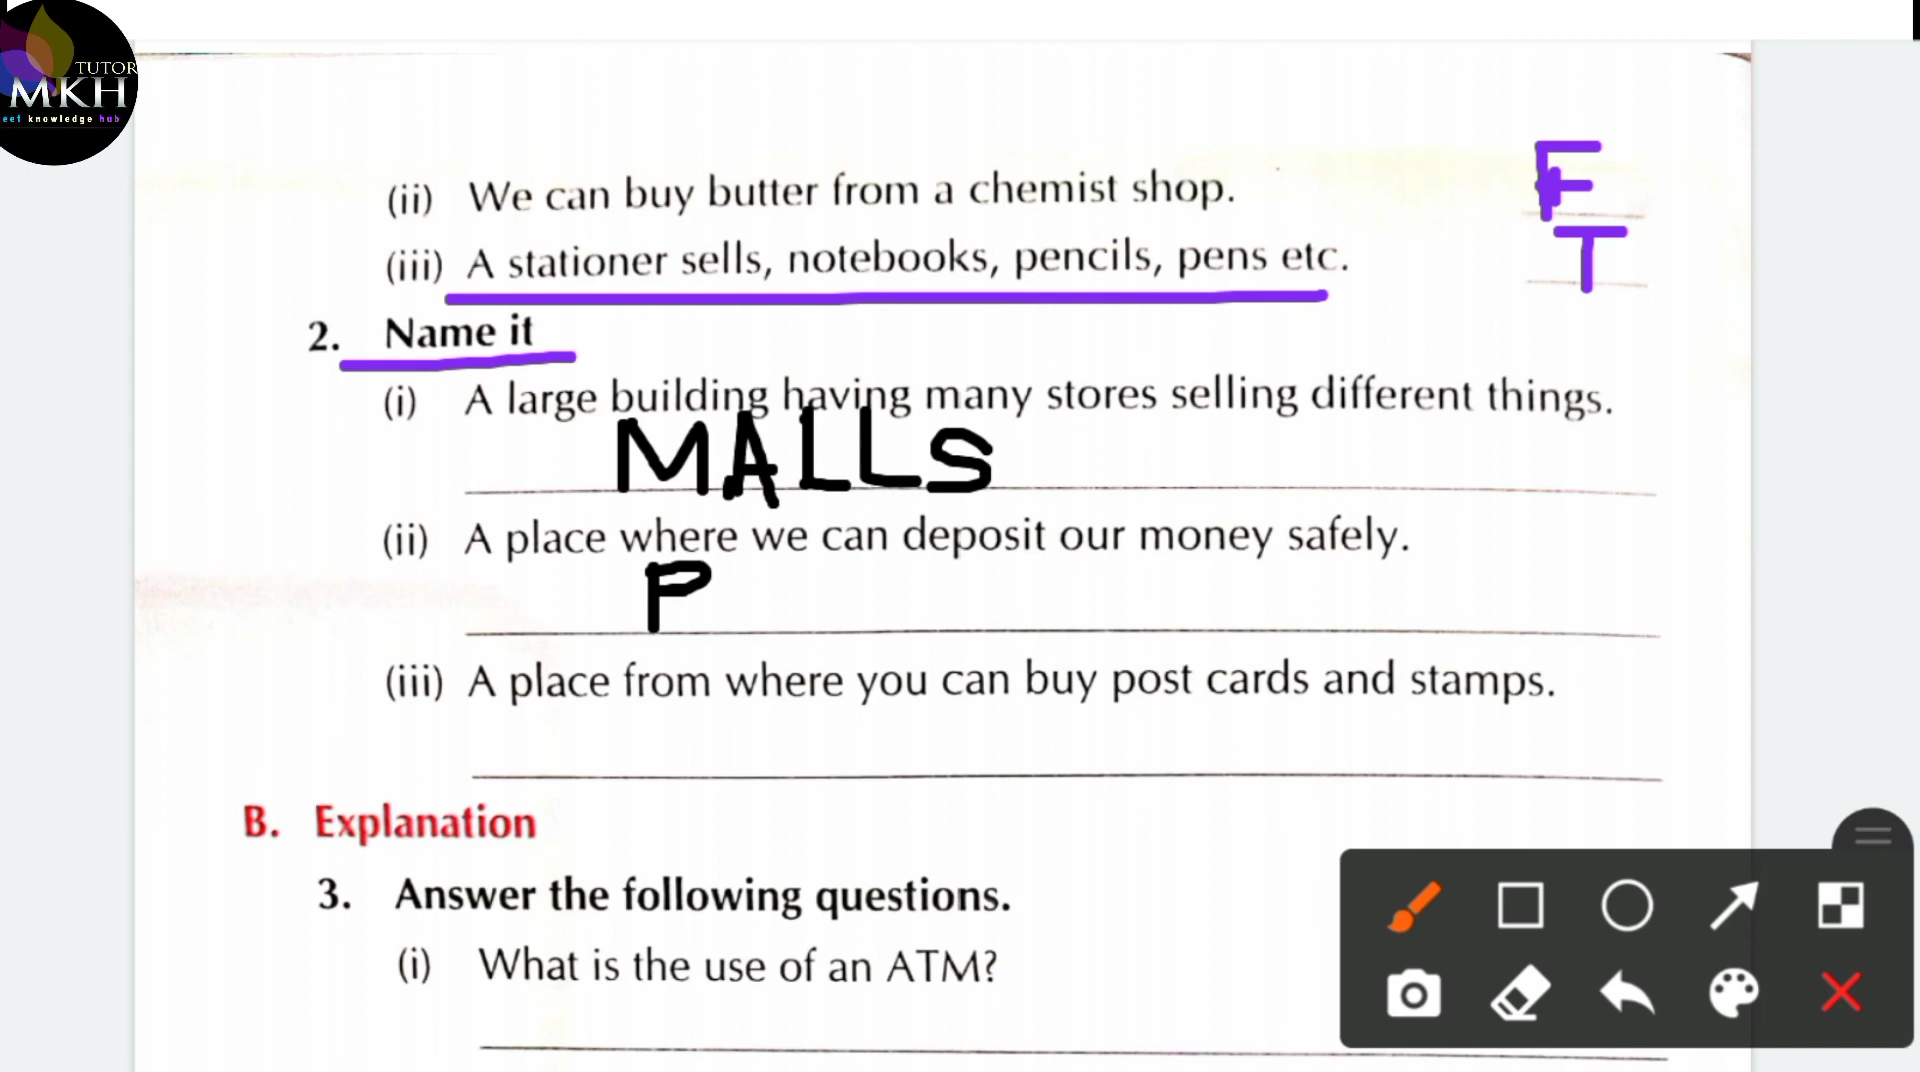 TUTOR
MKH
eet knowledge hub
(ii) We can buy butter from a chemist shop. F
(iii) A stationer sells, notebooks, pencils, pens etc. T
2. Name it
(i) A large building having many stores selling different things.
MALLS
(ii) A place where we can deposit our money safely.
P
(iii) A place from where you can buy post cards and stamps.
B. Explanation
3. Answer the following questions.
(i) What is the use of an ATM?